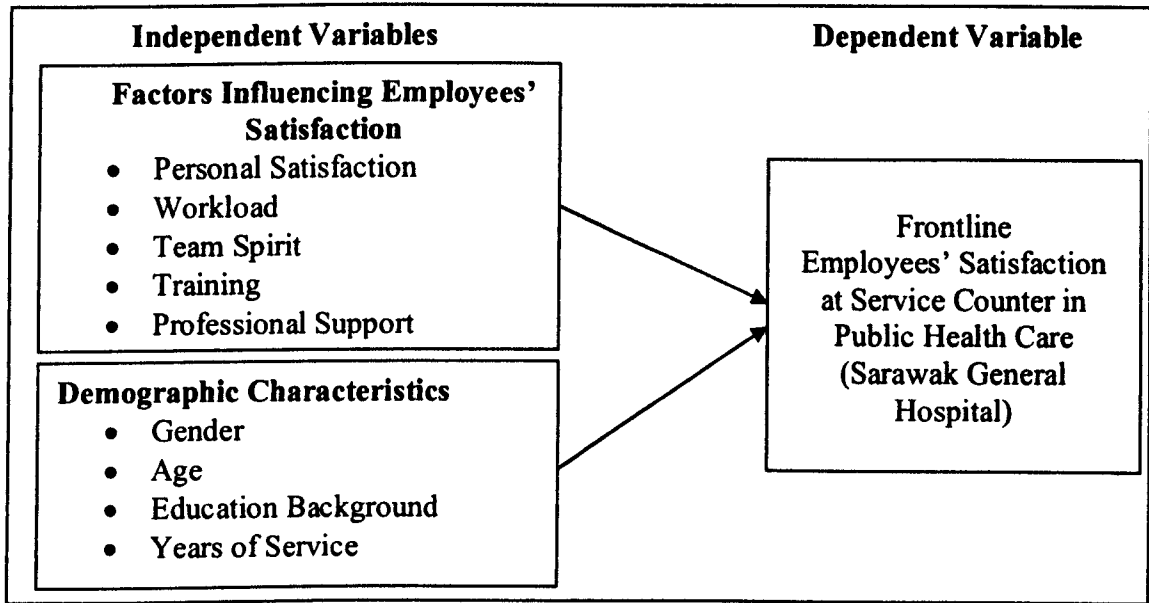 Independent Variables
Factors Influencing Employees'
Satisfaction
• Personal Satisfaction
• Workload
• Team Spirit
• Training
• Professional Support
Demographic Characteristics
• Gender
• Age
• Education Background
• Years of Service
Dependent Variable
Frontline
Employees' Satisfaction
at Service Counter in
Public Health Care
(Sarawak General
Hospital)